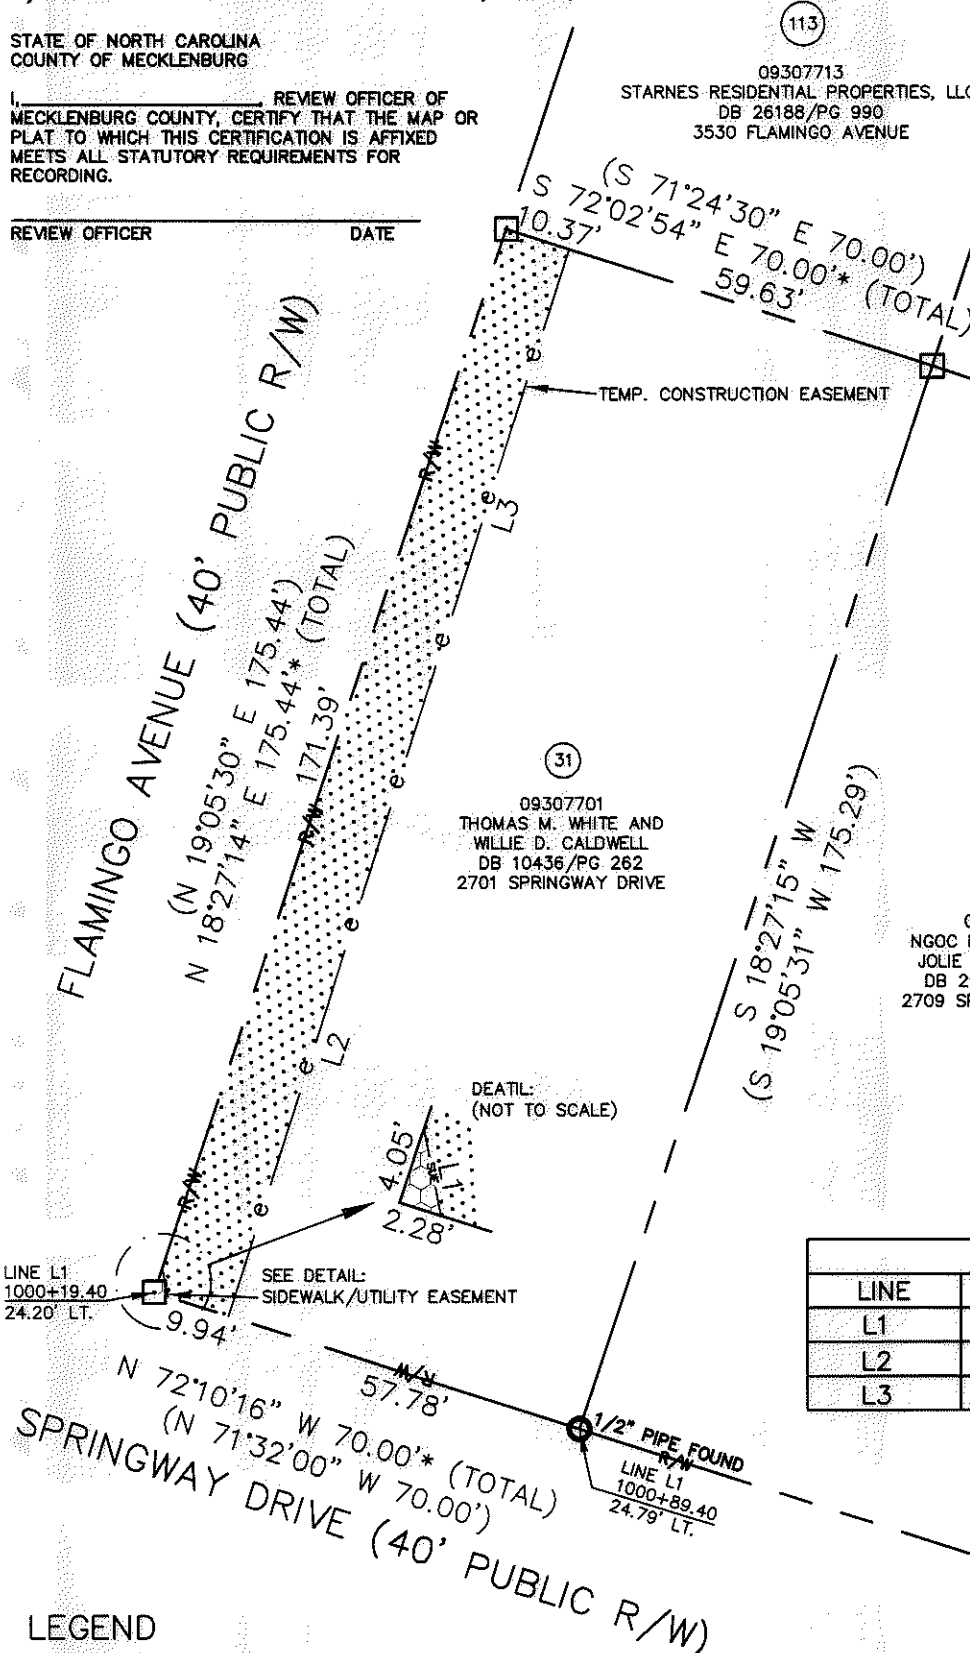 STATE OF NORTH CAROLINA
COUNTY OF MECKLENBURG
I, REVIEW OFFICER OF
MECKLENBURG COUNTY, CERTIFY THAT THE MAP OR
PLAT TO WHICH THIS CERTIFICATION IS AFFIXED
MEETS ALL STATUTORY REQUIREMENTS FOR
RECORDING.
REVIEW OFFICER DATE
113
09307713
STARNES RESIDENTIAL PROPERTIES, LLC
DB 26188/PG 990
3530 FLAMINGO AVENUE
(S 71°24'30" E 70.00')
S 72°02'54" E 70.00'* (TOTAL)
10.37'
59.63'
e
TEMP. CONSTRUCTION EASEMENT
R/W
e
L3
e
FLAMINGO AVENUE (40' PUBLIC R/W)
(N 19°05'30" E 175.44')
N 18°27'14" E 175.44'* (TOTAL)
171.39'
R/W
e
31
09307701
THOMAS M. WHITE AND
WILLIE D. CALDWELL
DB 10436/PG 262
2701 SPRINGWAY DRIVE
S 18°27'15" W
(S 19°05'31" W 175.29')
NGOC
JOLIE
DB 2
2709 SP
e
L2
e
DEATIL:
(NOT TO SCALE)
4.05'
L1
2.28'
R/W
e
LINE L1
1000+19.40
24.20' LT.
SEE DETAIL:
SIDEWALK/UTILITY EASEMENT
9.94'
R/W
57.78'
N 72°10'16" W 70.00'* (TOTAL)
(N 71°32'00" W 70.00')
SPRINGWAY DRIVE (40' PUBLIC R/W)
1/2" PIPE FOUND
R/W
LINE L1
1000+89.40
24.79' LT.
LINE
L1
L2
L3
LEGEND